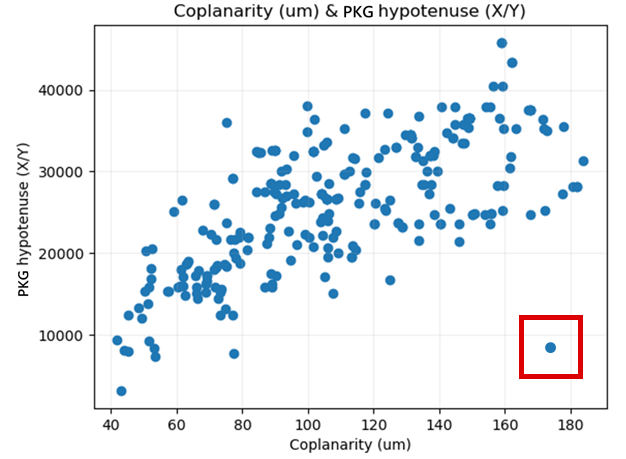 Coplanarity (um) & PKG hypotenuse (X/Y)
PKG hypotenuse (X/Y)
40000
30000
20000
10000
40 60 80 100 120 140 160 180
Coplanarity (um)